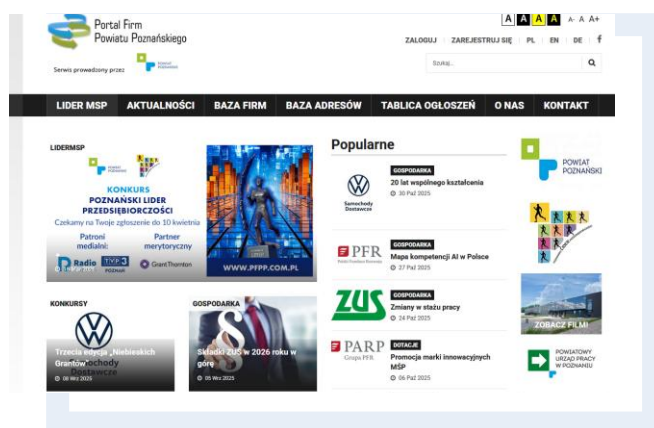 Portal Firm
Powiatu Poznańskiego
Serwis prowadzony przez
POWIAT
POZNAŃSKI
A A A A A- A A+
ZALOGUJ ZAREJESTRUJ SIĘ PL EN DE f
Szukaj...
LIDER MSP AKTUALNOŚCI BAZA FIRM BAZA ADRESÓW TABLICA OGŁOSZEŃ O NAS KONTAKT
LIDERMSP
KONKURS
POZNAŃSKI LIDER
PRZEDSIĘBIORCZOŚCI
Czekamy na Twoje zgłoszenie do 10 kwietnia
Patroni
medialni:
Partner
merytoryczny
Radio
POZNAŃ
GrantThornton
WWW.PFPP.COM.PL
KONKURSY
Trzecia edycja „Niebieskich
Grantów”
Samochody
Dostawcze
08 Wrz 2025
GOSPODARKA
Składki ZUS w 2026 roku w
górę
05 Wrz 2025
Popularne
Samochody
Dostawcze
GOSPODARKA
20 lat wspólnego kształcenia
30 Paź 2025
PFR
GOSPODARKA
Mapa kompetencji AI w Polsce
27 Paź 2025
ZUS
GOSPODARKA
Zmiany w stażu pracy
24 Paź 2025
PARP
Grupa PFR
DOTACJE
Promocja marki innowacyjnych
MŚP
06 Paź 2025
POWIAT
POZNAŃSKI
ZOBACZ FILM!
POWIATOWY
URZĄD PRACY
W POZNANIU